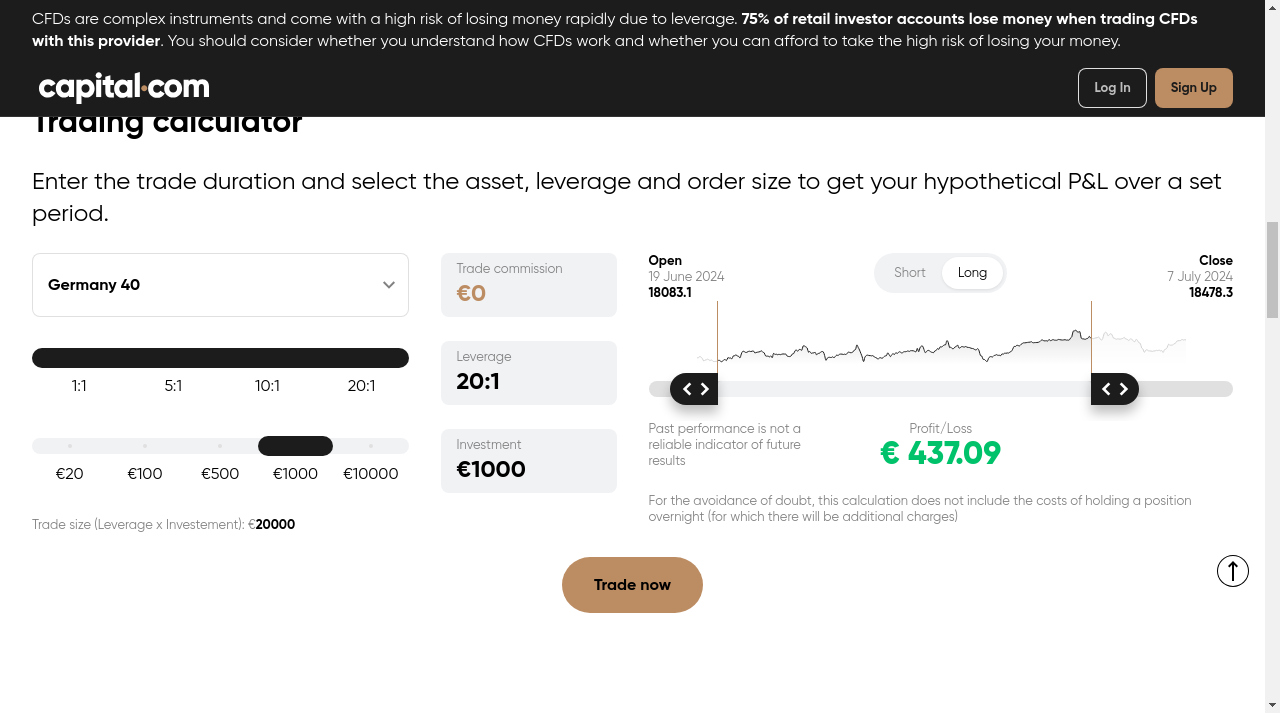 CFDs are complex instruments and come with a high risk of losing money rapidly due to leverage. 75% of retail investor accounts lose money when trading CFDs
with this provider. You should consider whether you understand how CFDs work and whether you can afford to take the high risk of losing your money.
capital.com
Log In
Sign Up
Trading calculator
Enter the trade duration and select the asset, leverage and order size to get your hypothetical P&L over a set
period.
Germany 40
1:1 5:1 10:1 20:1
€20 €100 €500 €1000 €10000
Trade size (Leverage x Investement): €20000
Trade commission
€0
Leverage
20:1
Investment
€1000
Open
19 June 2024
18083.1
Short Long
Close
7 July 2024
18478.3
Past performance is not a
reliable indicator of future
results
Profit/Loss
€ 437.09
For the avoidance of doubt, this calculation does not include the costs of holding a position
overnight (for which there will be additional charges)
Trade now